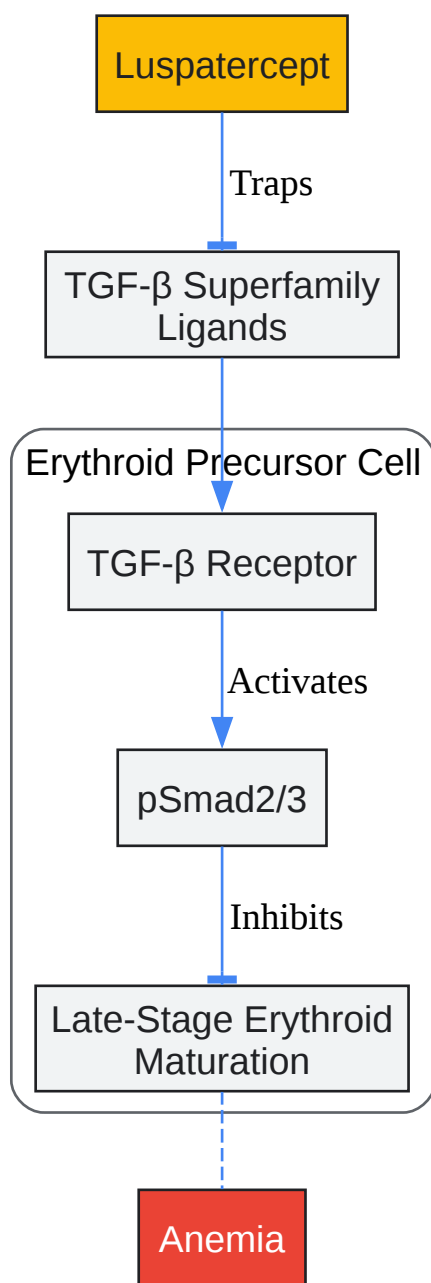 Luspatercept
Traps
TGF-β Superfamily
Ligands
Erythroid Precursor Cell
TGF-β Receptor
Activates
pSmad2/3
Inhibits
Late-Stage Erythroid
Maturation
Anemia